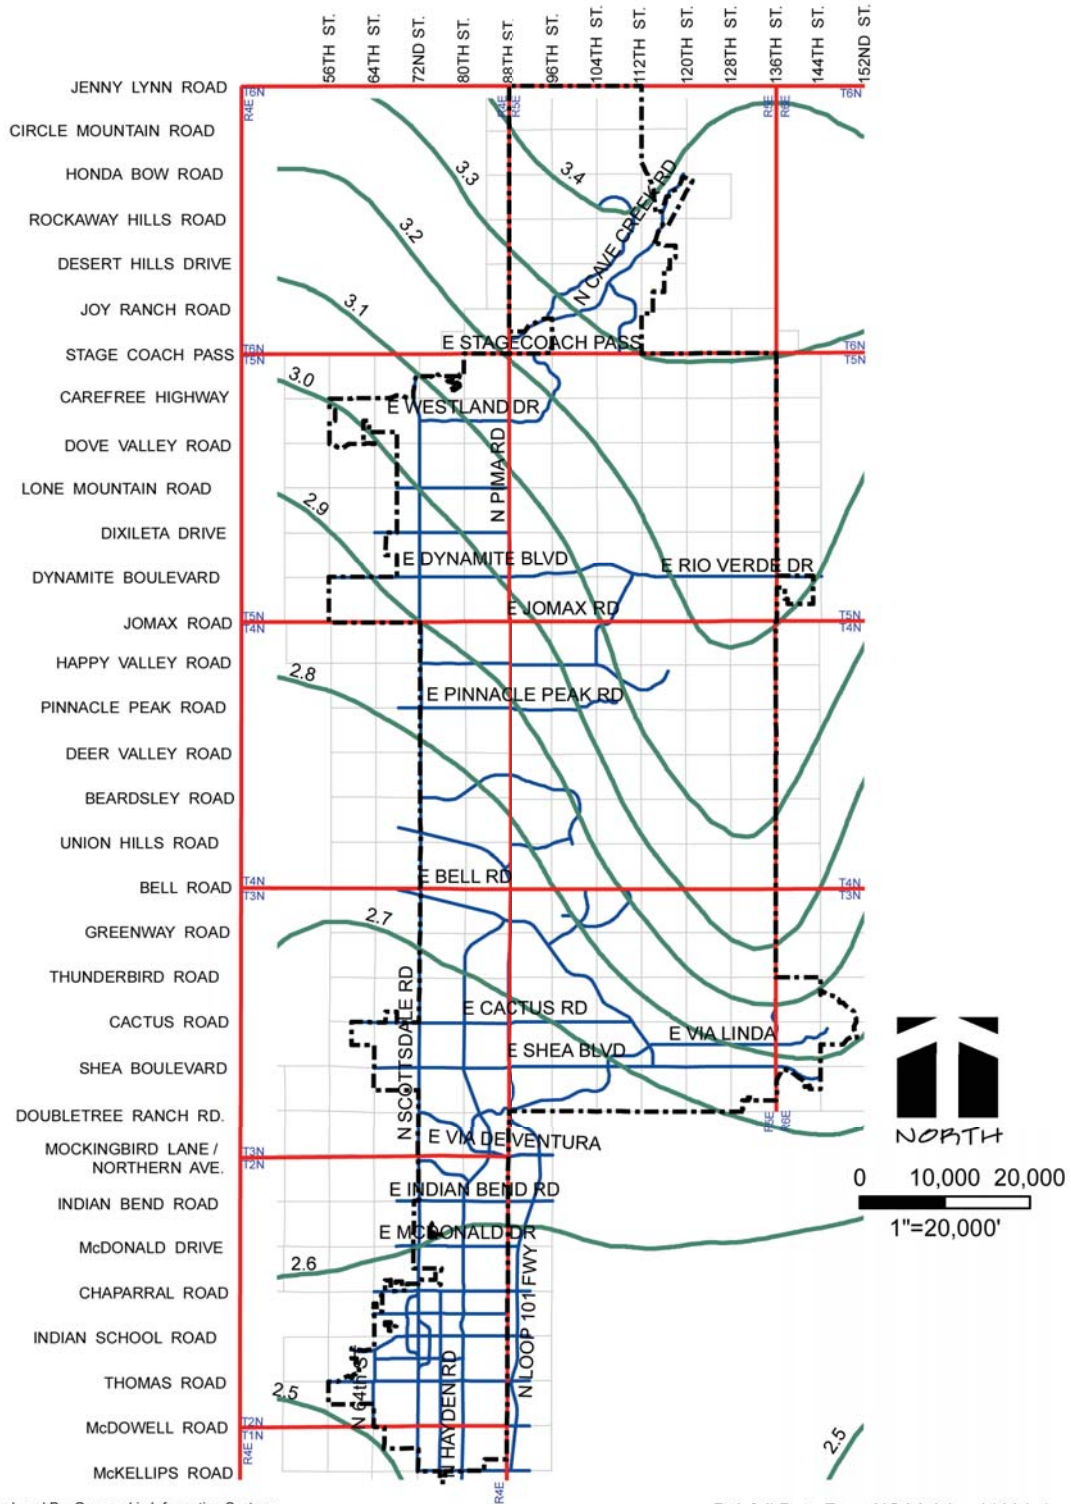 56TH ST.
64TH ST.
72ND ST.
80TH ST.
88TH ST.
96TH ST.
104TH ST.
112TH ST.
120TH ST.
128TH ST.
136TH ST.
144TH ST.
152ND ST.
JENNY LYNN ROAD
T6N
T6N
R4E
R4E
R5E
R5E
R6E
CIRCLE MOUNTAIN ROAD
3.3
3.4
HONDA BOW ROAD
3.2
ROCKAWAY HILLS ROAD
N CAVE CREEK RD
DESERT HILLS DRIVE
3.1
JOY RANCH ROAD
E STAGECOACH PASS
STAGE COACH PASS
T6N
T5N
T6N
T5N
3.0
CAREFREE HIGHWAY
E WESTLAND DR
DOVE VALLEY ROAD
N PIMA RD
LONE MOUNTAIN ROAD
2.9
DIXILETA DRIVE
E DYNAMITE BLVD
E RIO VERDE DR
DYNAMITE BOULEVARD
E JOMAX RD
JOMAX ROAD
T5N
T4N
T5N
T4N
HAPPY VALLEY ROAD
2.8
E PINNACLE PEAK RD
PINNACLE PEAK ROAD
DEER VALLEY ROAD
BEARDSLEY ROAD
UNION HILLS ROAD
E BELL RD
BELL ROAD
T4N
T3N
T4N
T3N
2.7
GREENWAY ROAD
THUNDERBIRD ROAD
N SCOTTSDALE RD
E CACTUS RD
CACTUS ROAD
E VIA LINDA
E SHEA BLVD
SHEA BOULEVARD
DOUBLETREE RANCH RD.
R5E
R6E
E VIA DE VENTURA
MOCKINGBIRD LANE /
NORTHERN AVE.
T3N
T2N
NORTH
E INDIAN BEND RD
INDIAN BEND ROAD
0 10,000 20,000
1"=20,000'
E MCDONALD DR
McDONALD DRIVE
2.6
N LOOP 101 FWY
CHAPARRAL ROAD
INDIAN SCHOOL ROAD
N 64th ST
N HAYDEN RD
THOMAS ROAD
2.5
McDOWELL ROAD
T2N
T1N
R4E
2.5
McKELLIPS ROAD
R4E